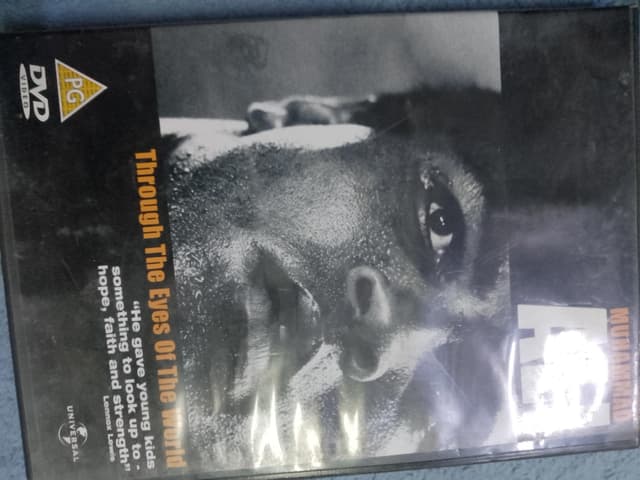 MUHAMMAD
Through The Eyes Of The World
"He gave young kids
something to look up to -
hope, faith and strength"
Lennox Lewis
PG
DVD
VIDEO
UNIVERSAL